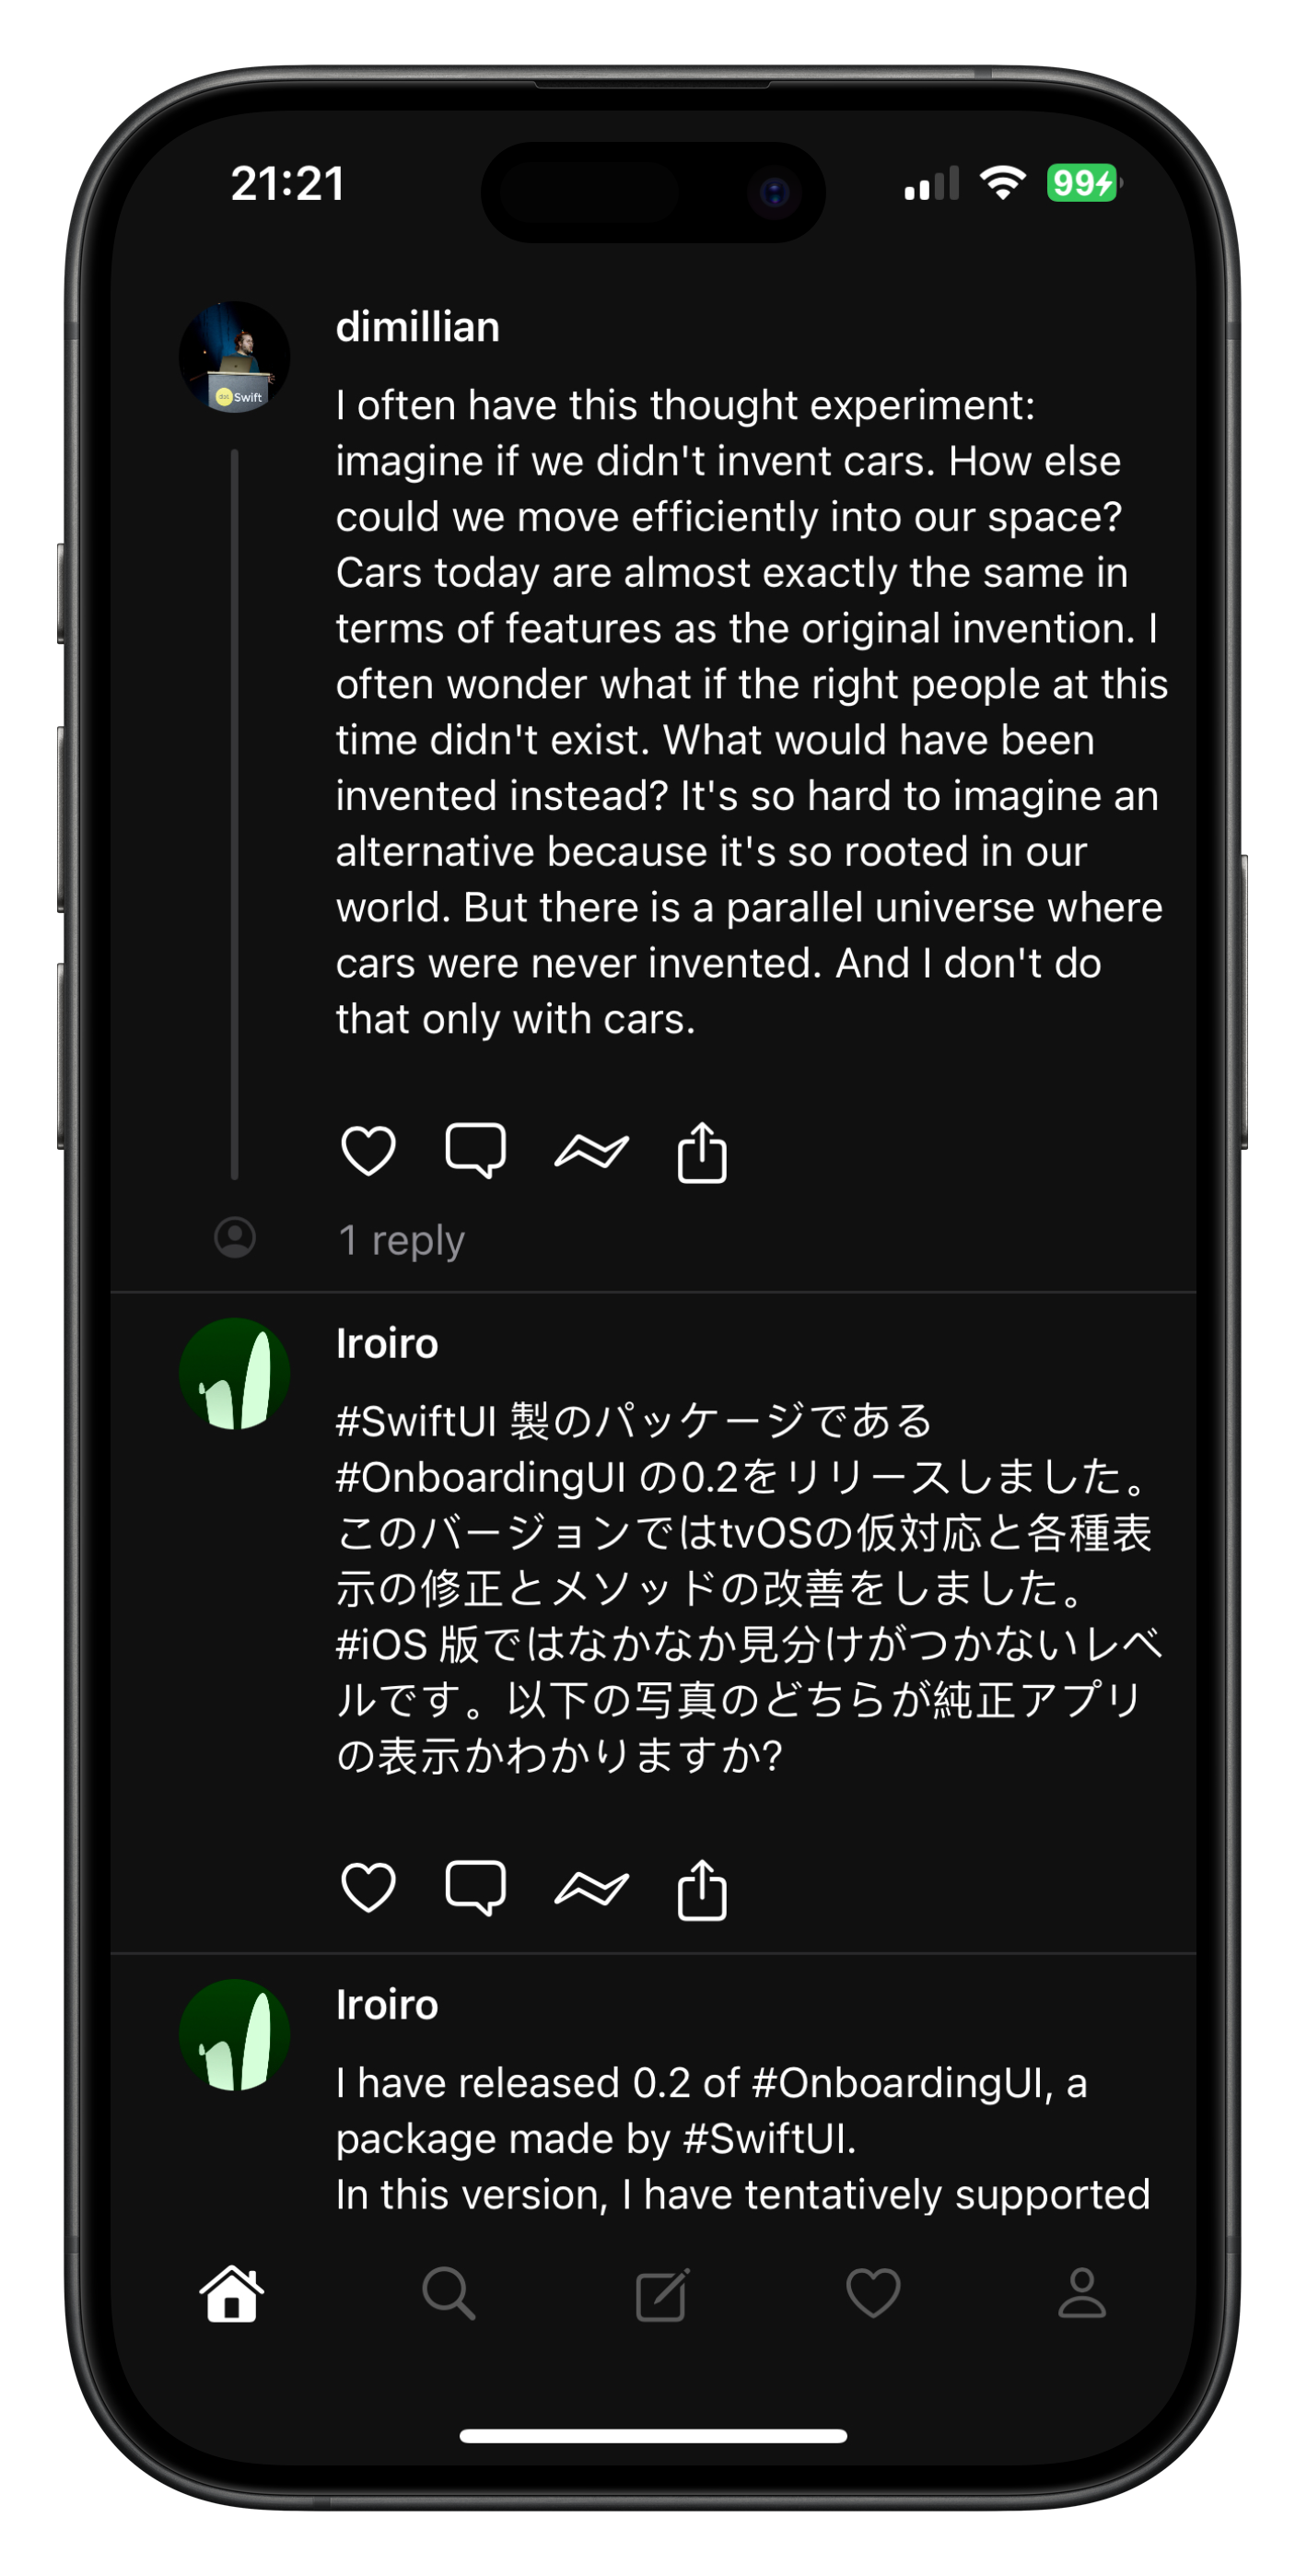 21:21
99
dimillian
Swift
I often have this thought experiment:
imagine if we didn't invent cars. How else
could we move efficiently into our space?
Cars today are almost exactly the same in
terms of features as the original invention. I
often wonder what if the right people at this
time didn't exist. What would have been
invented instead? It's so hard to imagine an
alternative because it's so rooted in our
world. But there is a parallel universe where
cars were never invented. And I don't do
that only with cars.
1 reply
Iroiro
#SwiftUI 製のパッケージである
#OnboardingUI の0.2をリリースしました。
このバージョンではtvOSの仮対応と各種表
示の修正とメソッドの改善をしました。
#iOS 版ではなかなか見分けがつかないレベ
ルです。以下の写真のどちらが純正アプリ
の表示かわかりますか?
Iroiro
I have released 0.2 of #OnboardingUI, a
package made by #SwiftUI.
In this version, I have tentatively supported